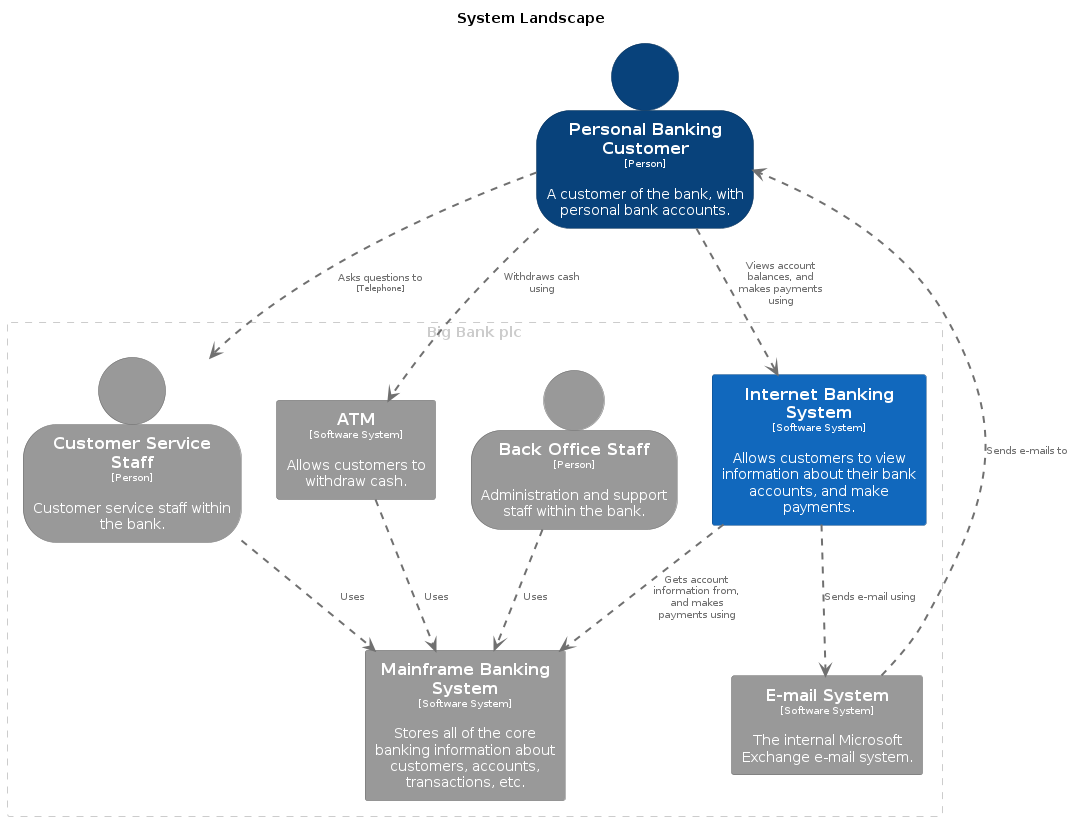 System Landscape
Personal Banking
Customer
[Person]
A customer of the bank, with
personal bank accounts.
Asks questions to
[Telephone]
Withdraws cash
using
Views account
balances, and
makes payments
using
Big Bank plc
Customer Service
Staff
[Person]
Customer service staff within
the bank.
ATM
[Software System]
Allows customers to
withdraw cash.
Back Office Staff
[Person]
Administration and support
staff within the bank.
Internet Banking
System
[Software System]
Allows customers to view
information about their bank
accounts, and make
payments.
Sends e-mails to
Uses
Uses
Uses
Gets account
information from,
and makes
payments using
Sends e-mail using
Mainframe Banking
System
[Software System]
Stores all of the core
banking information about
customers, accounts,
transactions, etc.
E-mail System
[Software System]
The internal Microsoft
Exchange e-mail system.